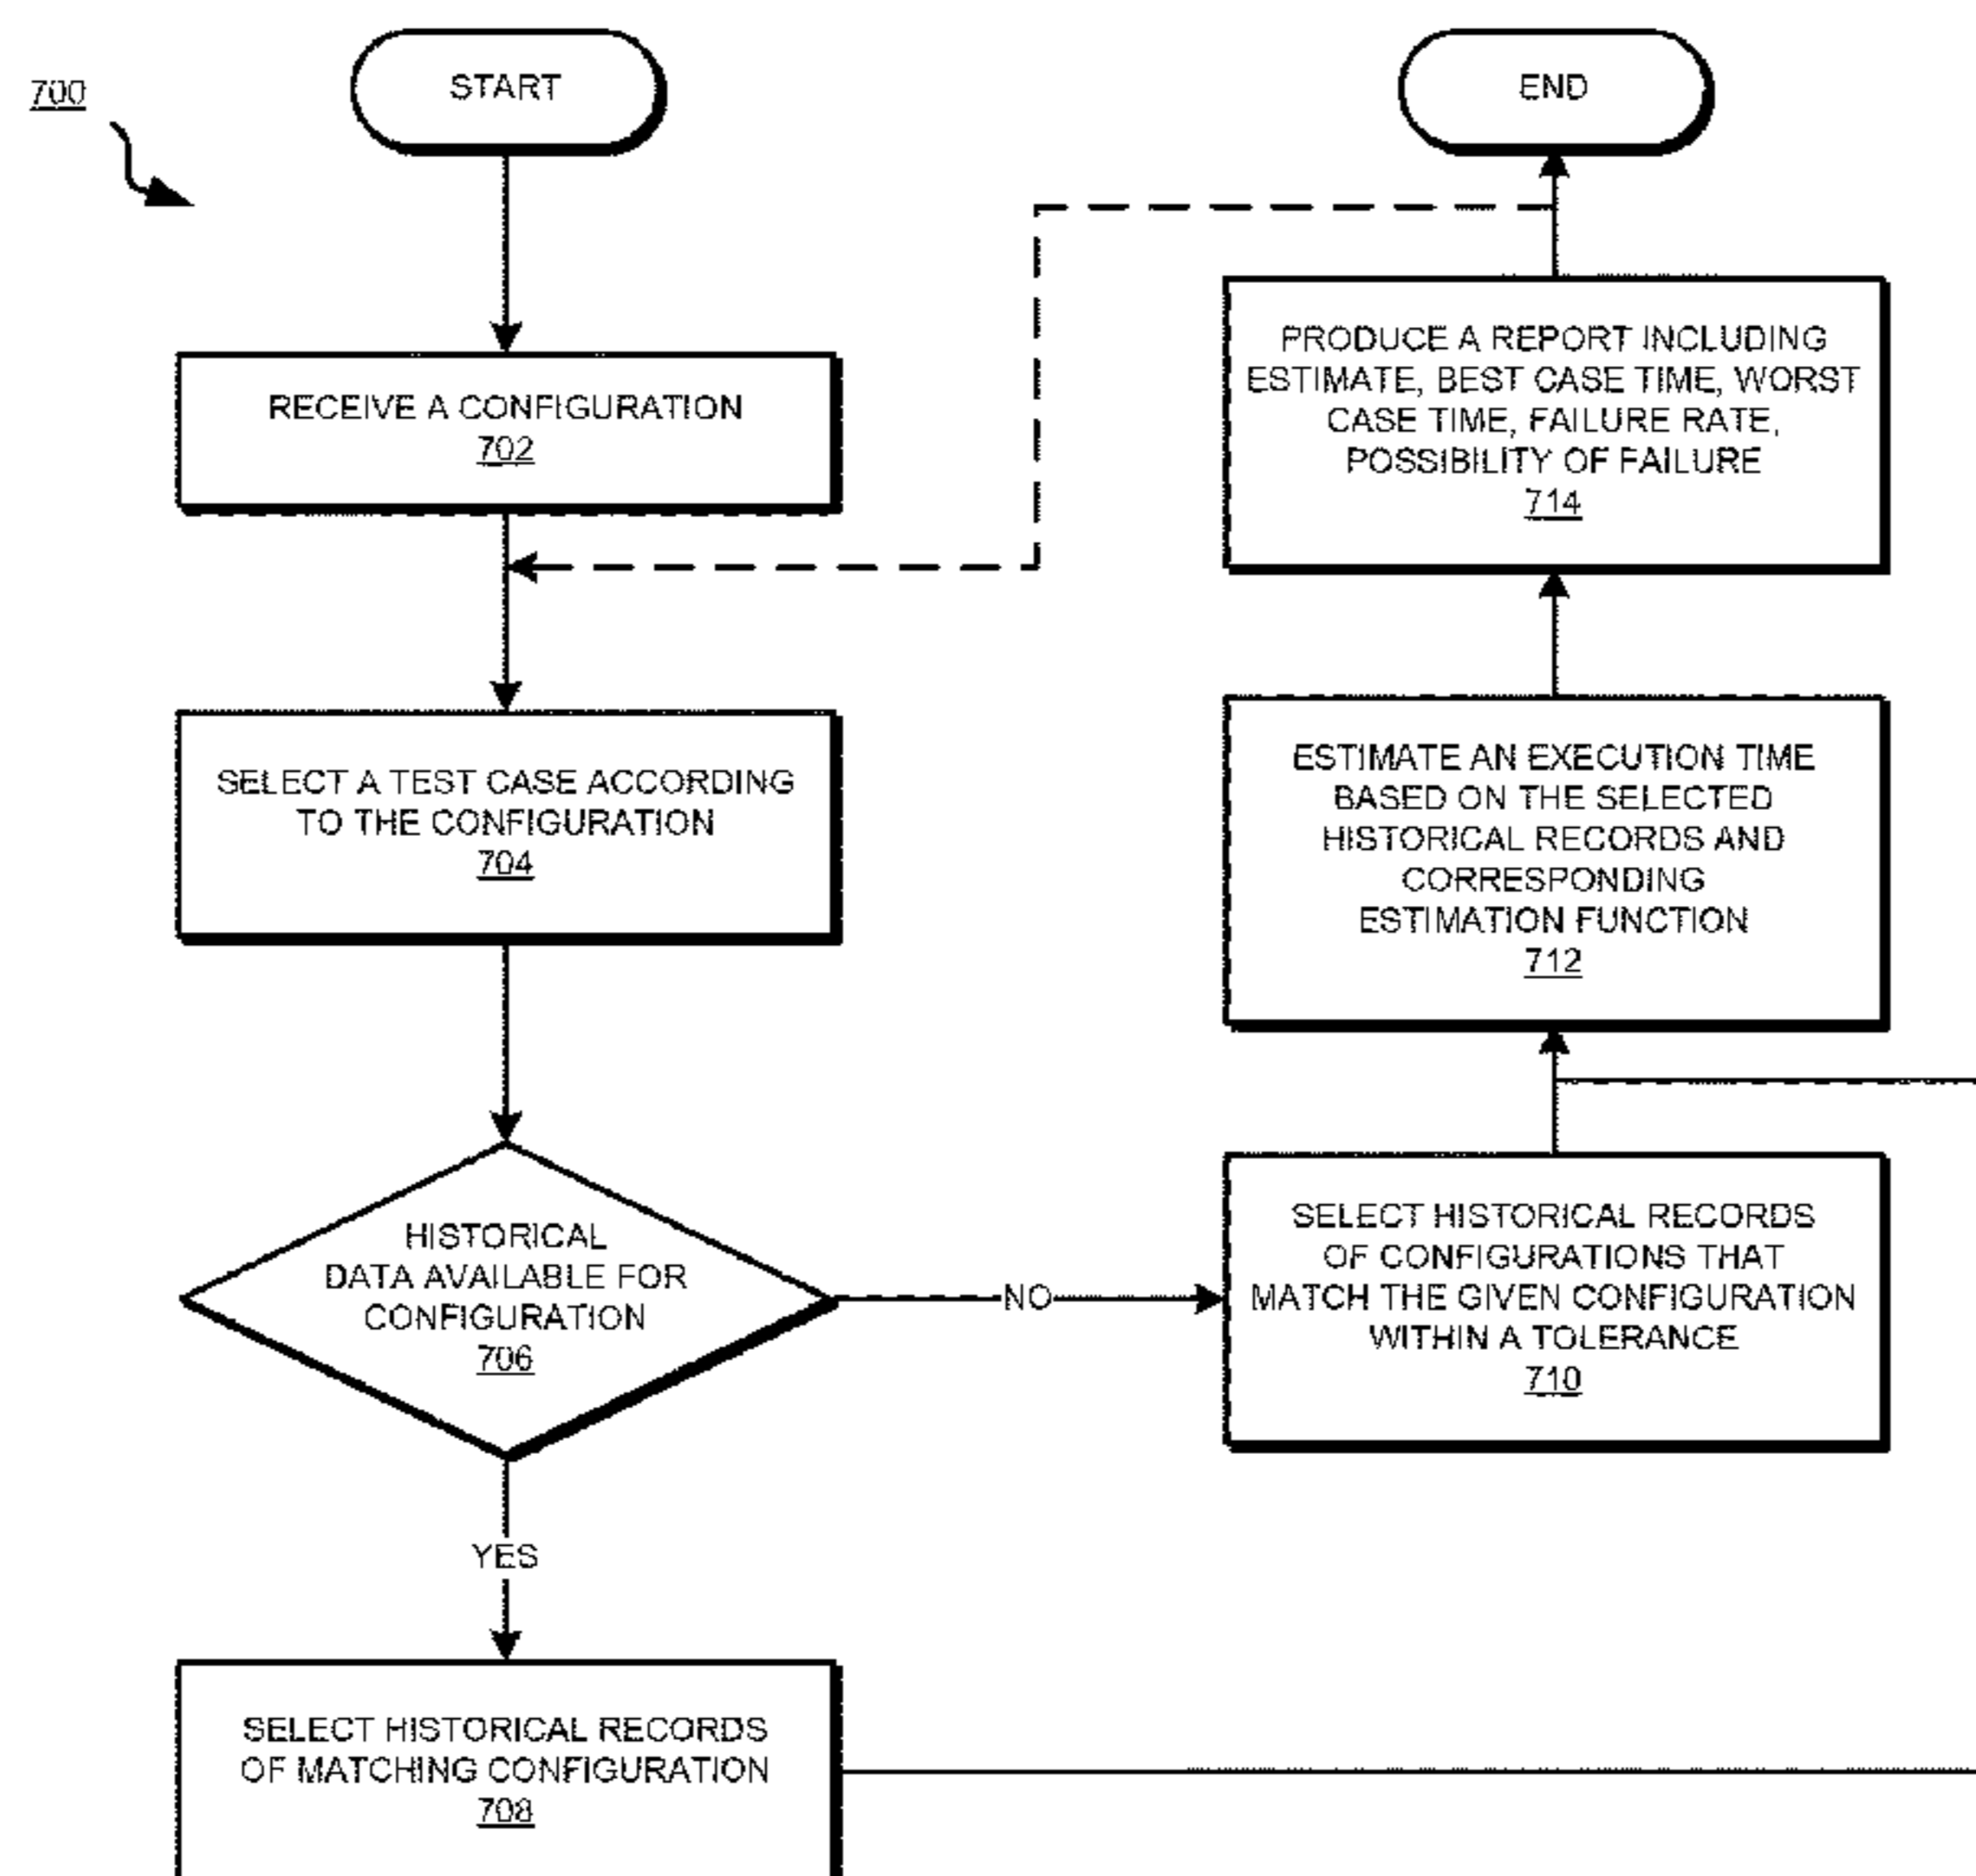 700
START
RECEIVE A CONFIGURATION
702
SELECT A TEST CASE ACCORDING
TO THE CONFIGURATION
704
HISTORICAL
DATA AVAILABLE FOR
CONFIGURATION
706
NO
YES
SELECT HISTORICAL RECORDS
OF MATCHING CONFIGURATION
708
END
PRODUCE A REPORT INCLUDING
ESTIMATE, BEST CASE TIME, WORST
CASE TIME, FAILURE RATE,
POSSIBILITY OF FAILURE
714
ESTIMATE AN EXECUTION TIME
BASED ON THE SELECTED
HISTORICAL RECORDS AND
CORRESPONDING
ESTIMATION FUNCTION
712
SELECT HISTORICAL RECORDS
OF CONFIGURATIONS THAT
MATCH THE GIVEN CONFIGURATION
WITHIN A TOLERANCE
710